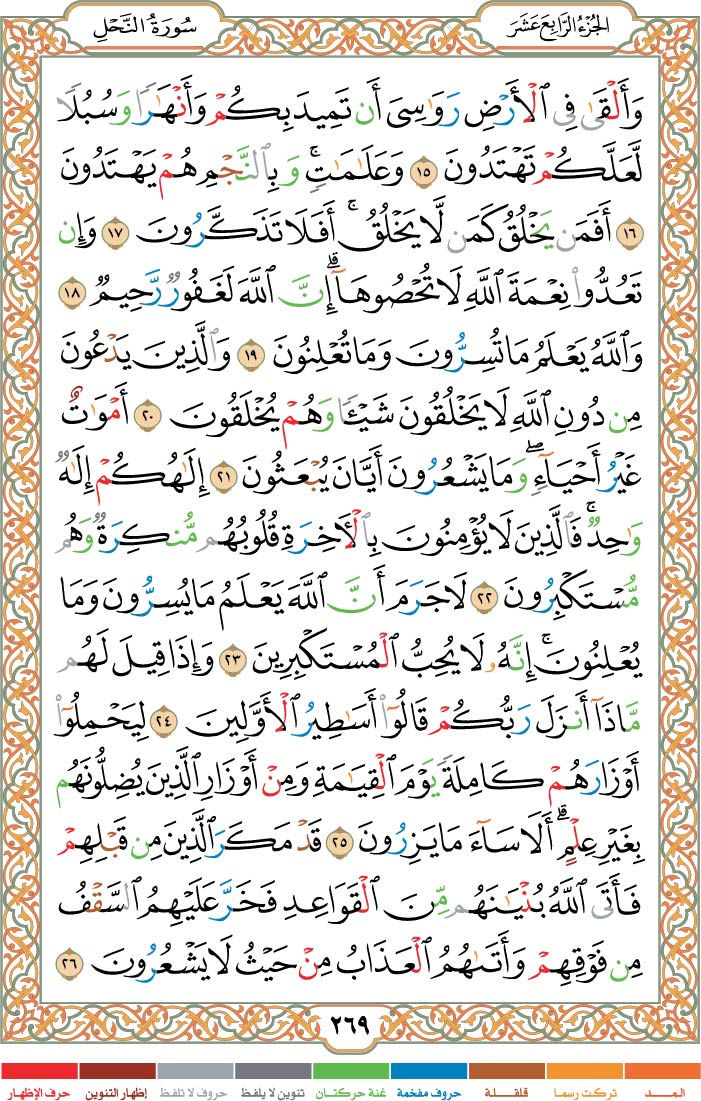 سُورَةُ النَّحْلِ
الجُزْءُ الرَّابِعَ عَشَرَ
وَأَلْقَىٰ فِى ٱلْأَرْضِ رَوَٰسِىَ أَن تَمِيدَ بِكُمْ وَأَنْهَٰرًا وَسُبُلًا
لَّعَلَّكُمْ تَهْتَدُونَ ١٥ وَعَلَٰمَٰتٍ ۚ وَبِٱلنَّجْمِ هُمْ يَهْتَدُونَ
١٦ أَفَمَن يَخْلُقُ كَمَن لَّا يَخْلُقُ ۚ أَفَلَا تَذَكَّرُونَ ١٧ وَإِن
تَعُدُّوا۟ نِعْمَةَ ٱللَّهِ لَا تُحْصُوهَآ ۗ إِنَّ ٱللَّهَ لَغَفُورٌ رَّحِيمٌ ١٨
وَٱللَّهُ يَعْلَمُ مَا تُسِرُّونَ وَمَا تُعْلِنُونَ ١٩ وَٱلَّذِينَ يَدْعُونَ
مِن دُونِ ٱللَّهِ لَا يَخْلُقُونَ شَيْـًٔا وَهُمْ يُخْلَقُونَ ٢٠ أَمْوَٰتٌ
غَيْرُ أَحْيَآءٍ ۖ وَمَا يَشْعُرُونَ أَيَّانَ يُبْعَثُونَ ٢١ إِلَٰهُكُمْ إِلَٰهٌ
وَٰحِدٌ ۚ فَٱلَّذِينَ لَا يُؤْمِنُونَ بِٱلْـَٔاخِرَةِ قُلُوبُهُم مُّنكِرَةٌ وَهُم
مُّسْتَكْبِرُونَ ٢٢ لَا جَرَمَ أَنَّ ٱللَّهَ يَعْلَمُ مَا يُسِرُّونَ وَمَا
يُعْلِنُونَ ۚ إِنَّهُۥ لَا يُحِبُّ ٱلْمُسْتَكْبِرِينَ ٢٣ وَإِذَا قِيلَ لَهُم
مَّاذَآ أَنزَلَ رَبُّكُمْ ۙ قَالُوٓا۟ أَسَٰطِيرُ ٱلْأَوَّلِينَ ٢٤ لِيَحْمِلُوٓا۟
أَوْزَارَهُمْ كَامِلَةً يَوْمَ ٱلْقِيَٰمَةِ ۙ وَمِنْ أَوْزَارِ ٱلَّذِينَ يُضِلُّونَهُم
بِغَيْرِ عِلْمٍ ۗ أَلَا سَآءَ مَا يَزِرُونَ ٢٥ قَدْ مَكَرَ ٱلَّذِينَ مِن قَبْلِهِمْ
فَأَتَى ٱللَّهُ بُنْيَٰنَهُم مِّنَ ٱلْقَوَاعِدِ فَخَرَّ عَلَيْهِمُ ٱلسَّقْفُ
مِن فَوْقِهِمْ وَأَتَىٰهُمُ ٱلْعَذَابُ مِنْ حَيْثُ لَا يَشْعُرُونَ ٢٦
٢٦٩
المــد تركت رسما قلقلة حروف مفخمة غنة حركتان تنوين لا يلفظ حروف لا تلفظ إظهار التنوين حرف الإظهار